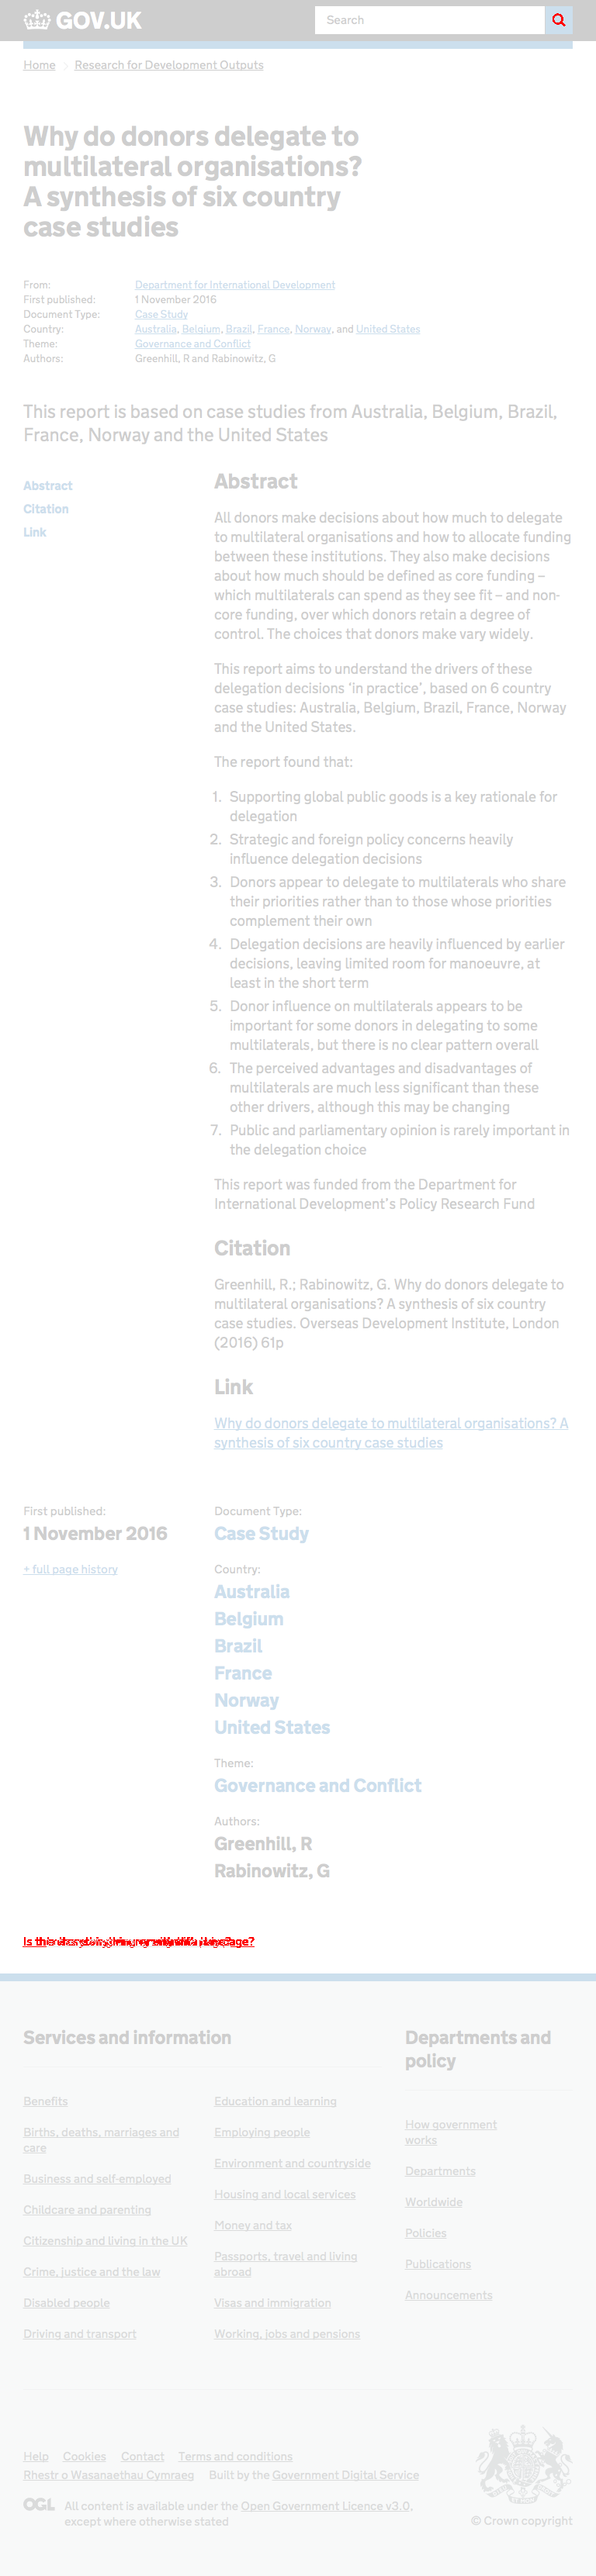 GOV.UK
Search
Home
Research for Development Outputs
Why do donors delegate to
multilateral organisations?
A synthesis of six country
case studies
From: Department for International Development
First published: 1 November 2016
Document Type: Case Study
Country: Australia, Belgium, Brazil, France, Norway, and United States
Theme: Governance and Conflict
Authors: Greenhill, R and Rabinowitz, G
This report is based on case studies from Australia, Belgium, Brazil,
France, Norway and the United States
Abstract
Citation
Link
Abstract
All donors make decisions about how much to delegate
to multilateral organisations and how to allocate funding
between these institutions. They also make decisions
about how much should be defined as core funding –
which multilaterals can spend as they see fit – and non-
core funding, over which donors retain a degree of
control. The choices that donors make vary widely.
This report aims to understand the drivers of these
delegation decisions 'in practice', based on 6 country
case studies: Australia, Belgium, Brazil, France, Norway
and the United States.
The report found that:
1. Supporting global public goods is a key rationale for
delegation
2. Strategic and foreign policy concerns heavily
influence delegation decisions
3. Donors appear to delegate to multilaterals who share
their priorities rather than to those whose priorities
complement their own
4. Delegation decisions are heavily influenced by earlier
decisions, leaving limited room for manoeuvre, at
least in the short term
5. Donor influence on multilaterals appears to be
important for some donors in delegating to some
multilaterals, but there is no clear pattern overall
6. The perceived advantages and disadvantages of
multilaterals are much less significant than these
other drivers, although this may be changing
7. Public and parliamentary opinion is rarely important in
the delegation choice
This report was funded from the Department for
International Development's Policy Research Fund
Citation
Greenhill, R.; Rabinowitz, G. Why do donors delegate to
multilateral organisations? A synthesis of six country
case studies. Overseas Development Institute, London
(2016) 61p
Link
Why do donors delegate to multilateral organisations? A
synthesis of six country case studies
First published:
1 November 2016
+ full page history
Document Type:
Case Study
Country:
Australia
Belgium
Brazil
France
Norway
United States
Theme:
Governance and Conflict
Authors:
Greenhill, R
Rabinowitz, G
Services and information
Benefits
Births, deaths, marriages and
care
Business and self-employed
Childcare and parenting
Citizenship and living in the UK
Crime, justice and the law
Disabled people
Driving and transport
Education and learning
Employing people
Environment and countryside
Housing and local services
Money and tax
Passports, travel and living
abroad
Visas and immigration
Working, jobs and pensions
Departments and
policy
How government
works
Departments
Worldwide
Policies
Publications
Announcements
Help Cookies Contact Terms and conditions
Rhestr o Wasanaethau Cymraeg Built by the Government Digital Service
OGL All content is available under the Open Government Licence v3.0,
except where otherwise stated
© Crown copyright